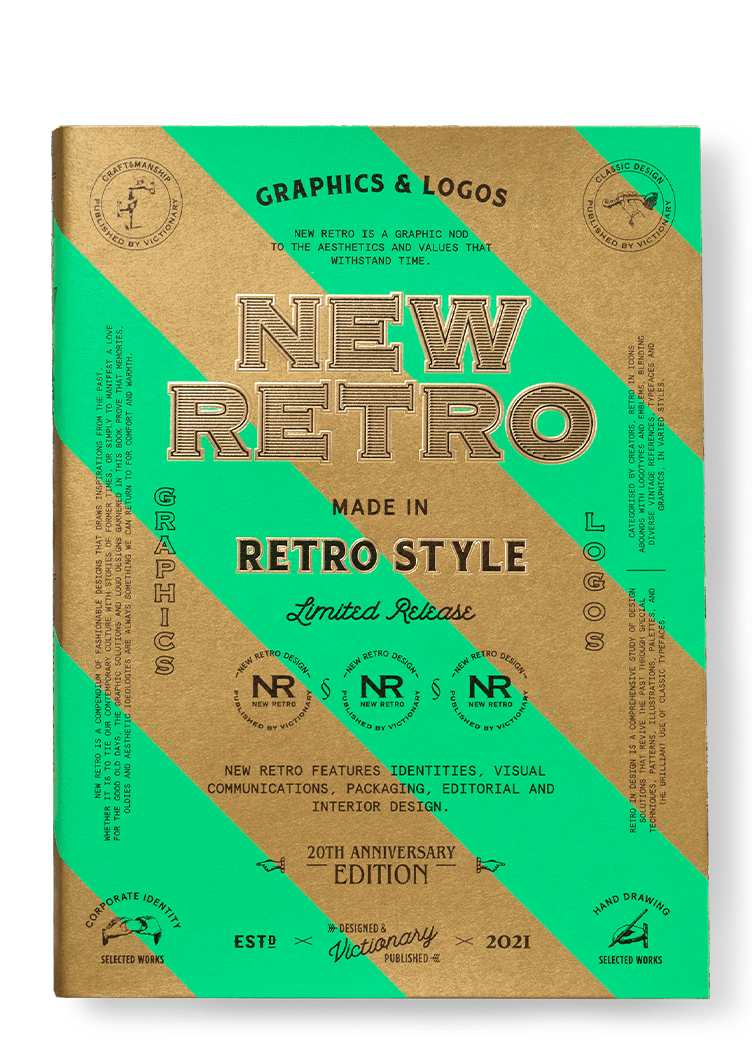 CRAFTSMANSHIP
PUBLISHED BY VICTIONARY
GRAPHICS & LOGOS
CLASSIC DESIGN
PUBLISHED BY VICTIONARY
NEW RETRO IS A GRAPHIC NOD
TO THE AESTHETICS AND VALUES THAT
WITHSTAND TIME.
NEW
RETRO
MADE IN
RETRO STYLE
Limited Release
NEW RETRO IS A COMPENDIUM OF FASHIONABLE DESIGNS THAT DRAWS INSPIRATIONS FROM THE PAST.
WHETHER IT IS TO TIE OUR CONTEMPORARY CULTURE WITH STORIES OF FORMER TIMES, OR SIMPLY TO MANIFEST A LOVE
FOR THE GOOD OLD DAYS, THE GRAPHIC SOLUTIONS AND LOGO DESIGNS GARNERED IN THIS BOOK PROVE THAT MEMORIES,
OLDIES AND AESTHETIC IDEOLOGIES ARE ALWAYS SOMETHING WE CAN RETURN TO FOR COMFORT AND WARMTH.
GRAPHICS
LOGOS
CATEGORISED BY CREATORS, RETRO IN ICONS
ABOUNDS WITH LOGOTYPES AND EMBLEMS, BLENDING
DIVERSE VINTAGE REFERENCES, TYPEFACES AND
GRAPHICS, IN VARIED STYLES.
RETRO IN DESIGN IS A COMPREHENSIVE STUDY OF DESIGN
SOLUTIONS THAT REVIVE THE PAST THROUGH SPECIAL
TECHNIQUES, PATTERNS, ILLUSTRATIONS, PALETTES, AND
THE BRILLIANT USE OF CLASSIC TYPEFACES.
NEW RETRO DESIGN
NR
NEW RETRO
PUBLISHED BY VICTIONARY
§
NEW RETRO DESIGN
NR
NEW RETRO
PUBLISHED BY VICTIONARY
§
NEW RETRO DESIGN
NR
NEW RETRO
PUBLISHED BY VICTIONARY
NEW RETRO FEATURES IDENTITIES, VISUAL
COMMUNICATIONS, PACKAGING, EDITORIAL AND
INTERIOR DESIGN.
20TH ANNIVERSARY
EDITION
CORPORATE IDENTITY
SELECTED WORKS
ESTD
DESIGNED &
Victionary
PUBLISHED
2021
HAND DRAWING
SELECTED WORKS